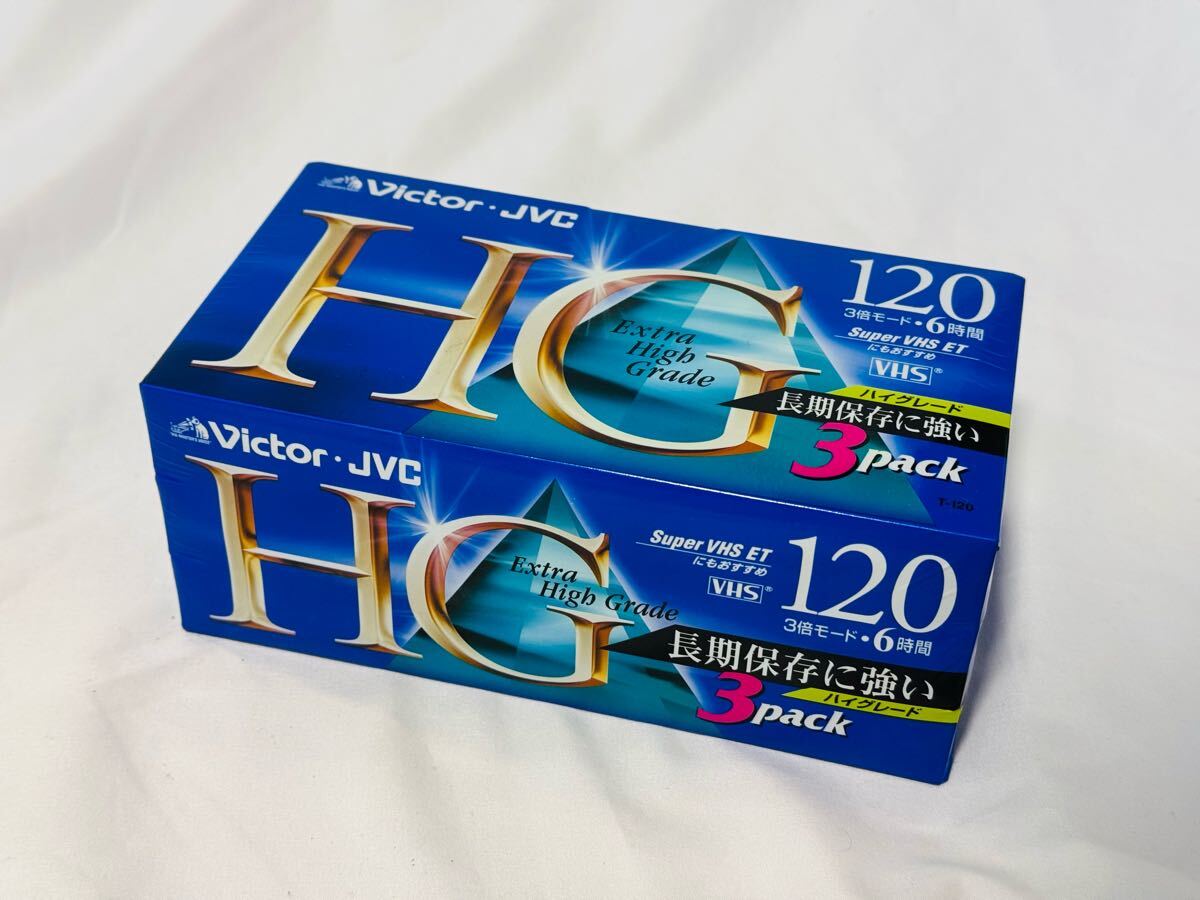 Victor・JVC
HG
Extra
High
Grade
120
3倍モード・6時間
Super VHS ET
にもおすすめ
VHS®
ハイグレード
長期保存に強い
3pack
T-120
Victor・JVC
HG
Extra
High Grade
Super VHS ET
にもおすすめ
VHS®
120
3倍モード・6時間
長期保存に強い
ハイグレード
3pack